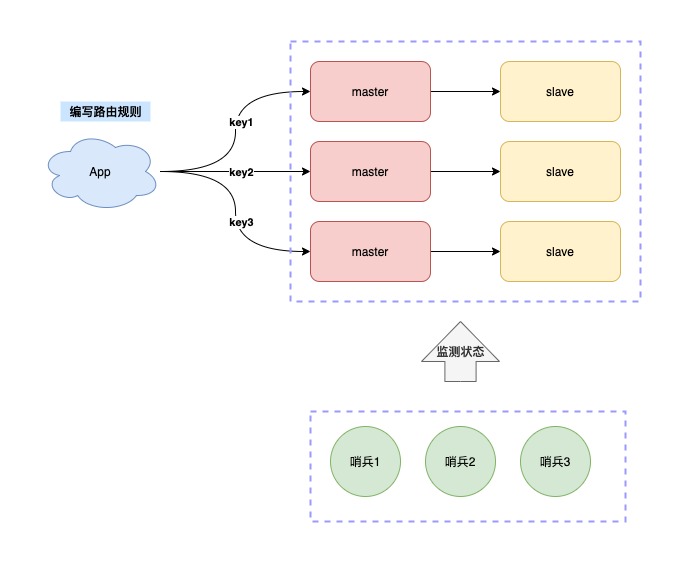 编写路由规则
App
key1
key2
key3
master
slave
master
slave
master
slave
监测状态
哨兵1
哨兵2
哨兵3